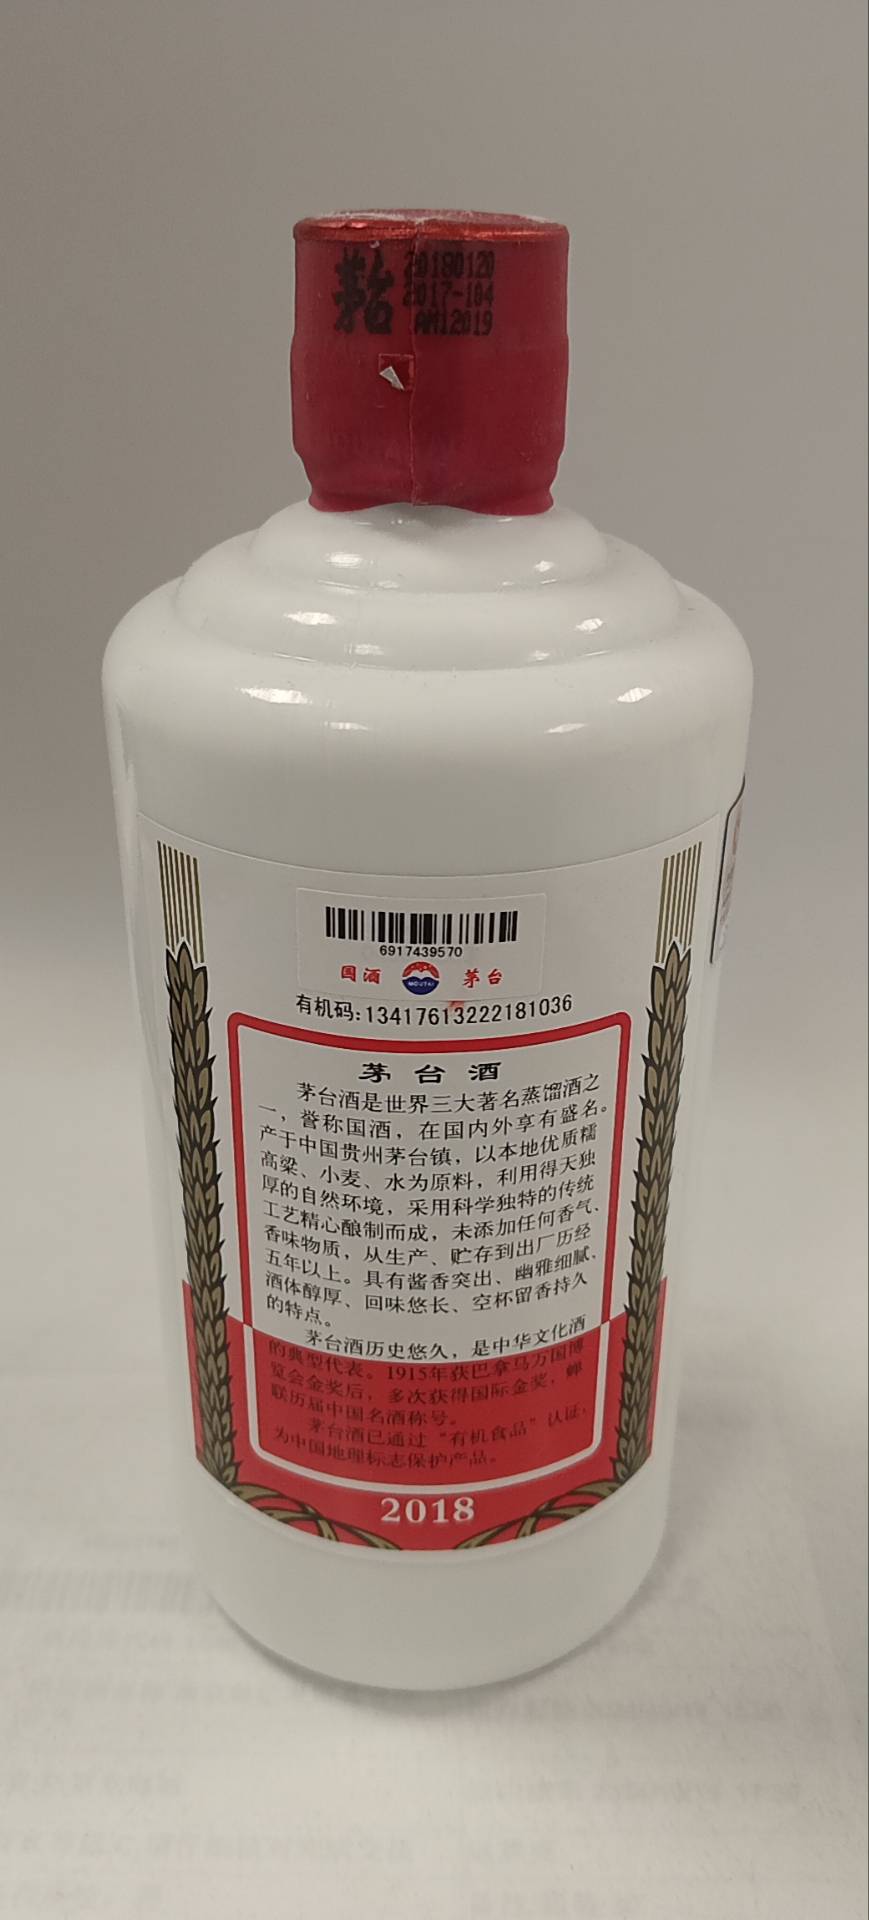 茅台
20180120
2017-104
AM12019
6917439570
国酒 茅台
MOUTAI
有机码:13417613222181036
茅台酒
茅台酒是世界三大著名蒸馏酒之
一，誉称国酒，在国内外享有盛名。
产于中国贵州茅台镇，以本地优质糯
高粱、小麦、水为原料，利用得天独
厚的自然环境，采用科学独特的传统
工艺精心酿制而成，未添加任何香气、
香味物质，从生产、贮存到出厂历经
五年以上。具有酱香突出、幽雅细腻、
酒体醇厚、回味悠长、空杯留香持久
的特点。
茅台酒历史悠久，是中华文化酒
的典型代表。1915年获巴拿马万国博
览会金奖后，多次获得国际金奖，蝉
联历届中国名酒称号。
茅台酒已通过“有机食品”认证，
为中国地理标志保护产品。
2018